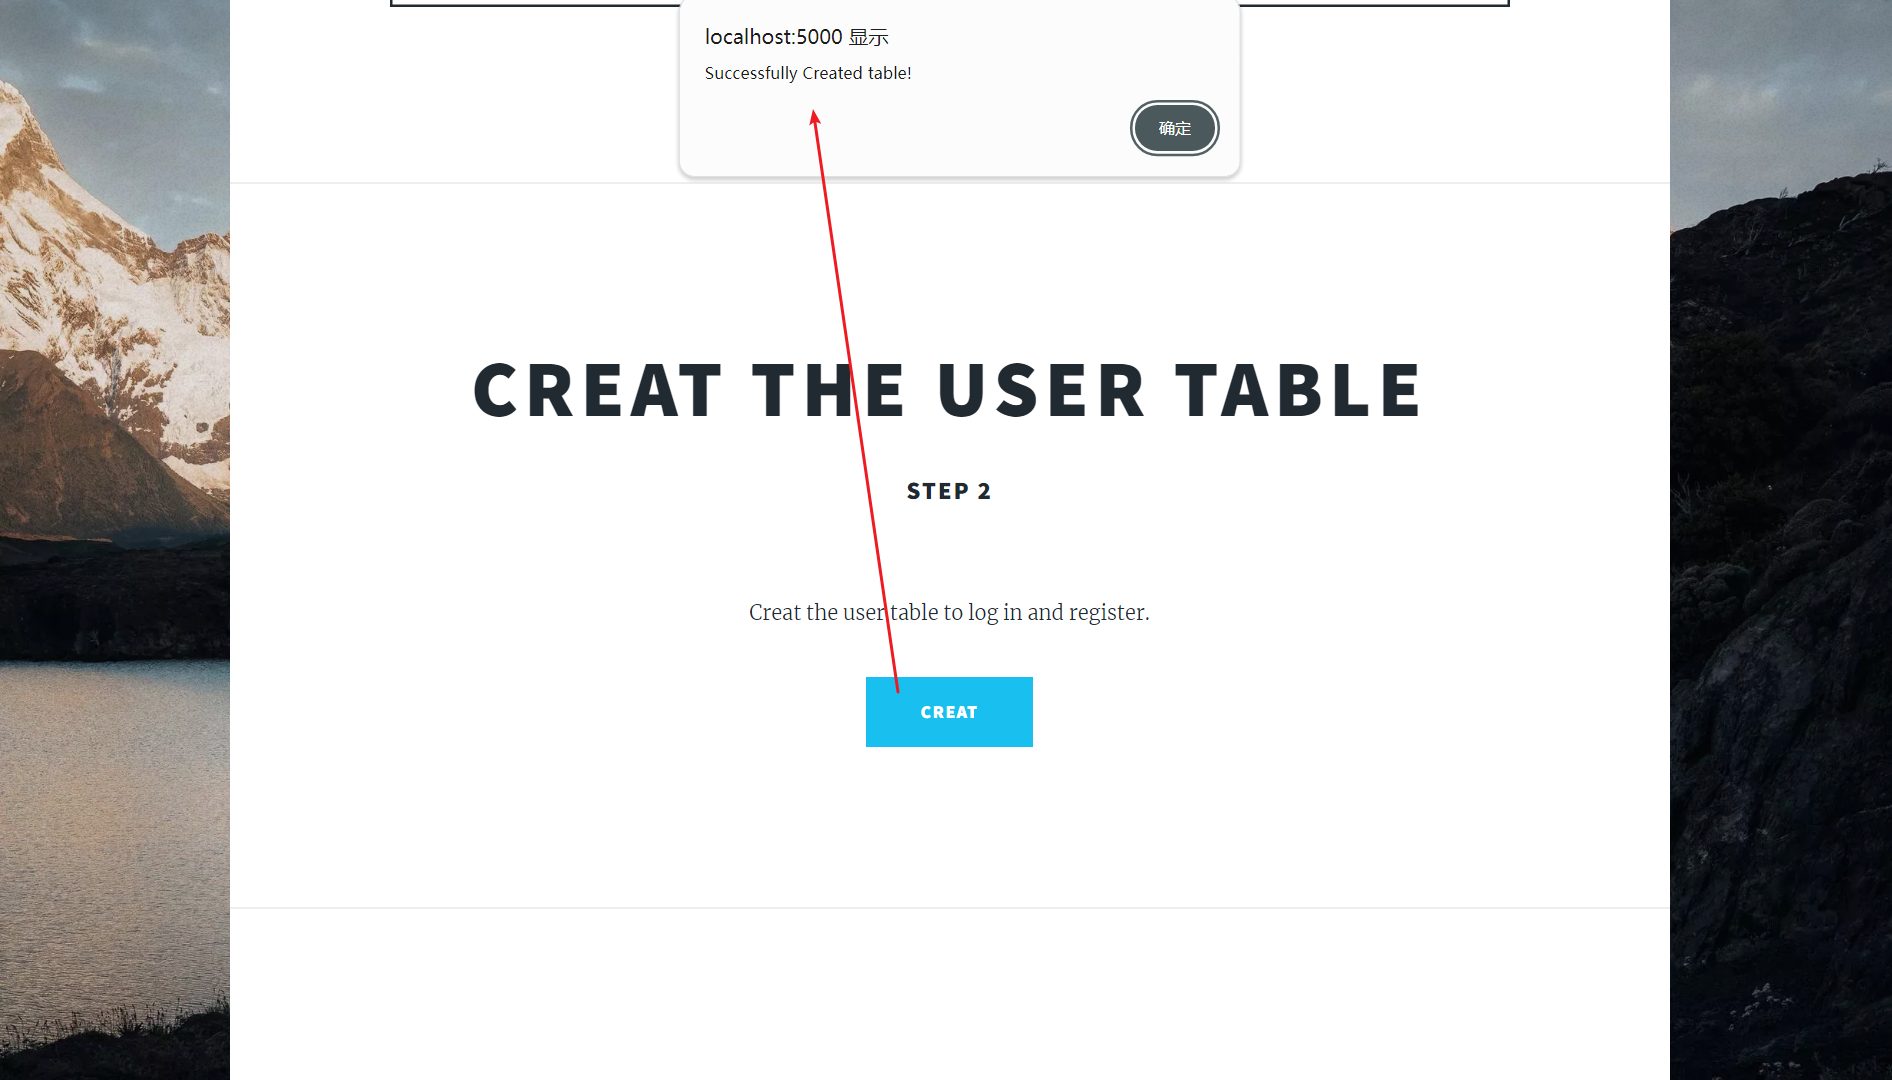 localhost:5000 显示
Successfully Created table!
确定
CREAT THE USER TABLE
STEP 2
Creat the user table to log in and register.
CREAT